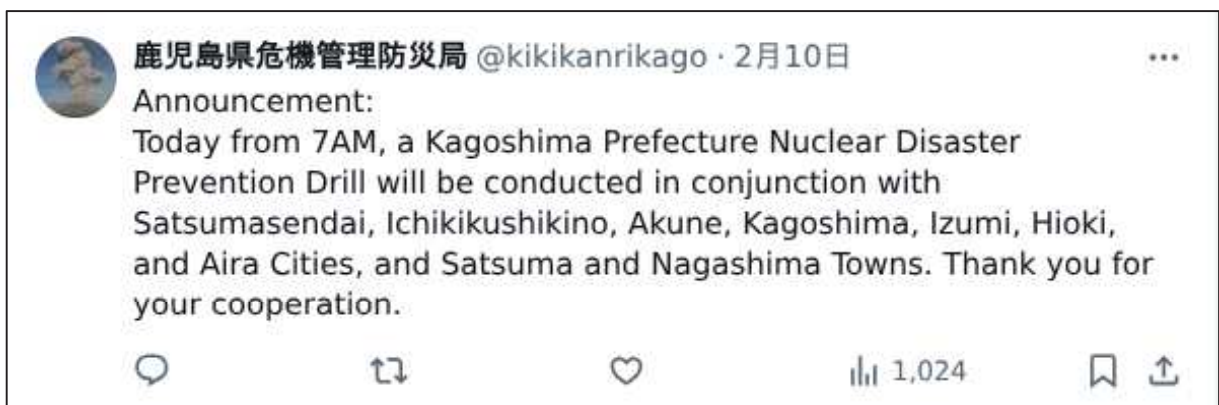 鹿児島県危機管理防災局 @kikikanrikago · 2月10日
Announcement:
Today from 7AM, a Kagoshima Prefecture Nuclear Disaster
Prevention Drill will be conducted in conjunction with
Satsumasendai, Ichikikushikino, Akune, Kagoshima, Izumi, Hioki,
and Aira Cities, and Satsuma and Nagashima Towns. Thank you for
your cooperation.
1,024